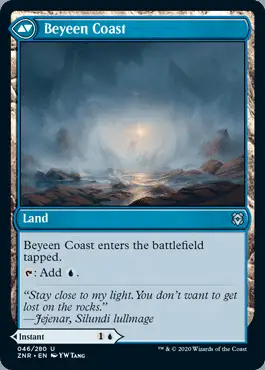 Beyeen Coast
Land
Beyeen Coast enters the battlefield
tapped.
: Add .
“Stay close to my light. You don't want to get
lost on the rocks.”
—Jejenar, Silundi lullmage
Instant 1
046/280 U
ZNR • EN YW Tang
™ & © 2020 Wizards of the Coast